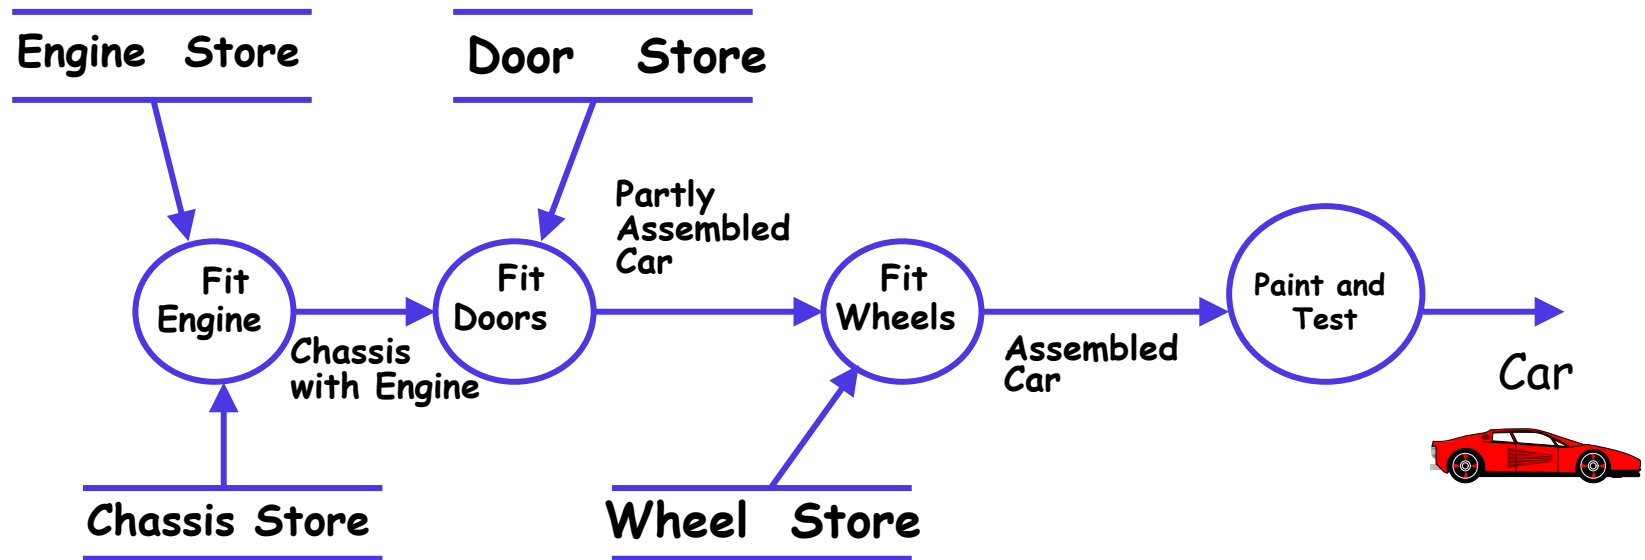 Engine Store
Door Store
Partly
Assembled
Car
Fit
Engine
Fit
Doors
Fit
Wheels
Paint and
Test
Chassis
with Engine
Assembled
Car
Car
Chassis Store
Wheel Store